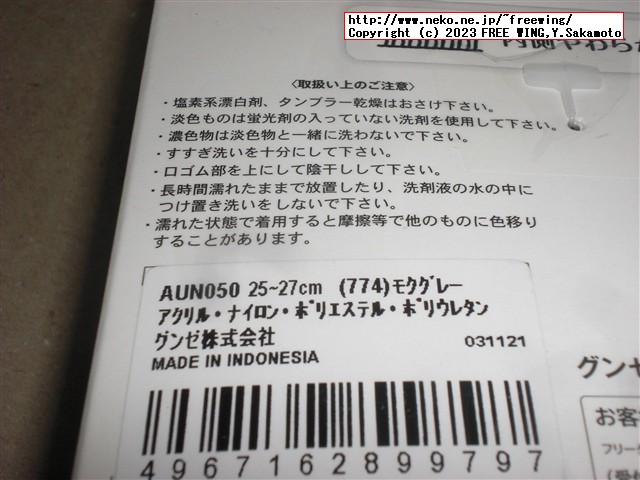 http://www.neko.ne.jp/~freewing/
Copyright (c) 2023 FREE WING,Y.Sakamoto
内側やわらか
〈取扱い上のご注意〉
・塩素系漂白剤、タンブラー乾燥はおさけ下さい。
・淡色ものは蛍光剤の入っていない洗剤を使用して下さい。
・濃色物は淡色物と一緒に洗わないで下さい。
・すすぎ洗いを十分にして下さい。
・口ゴム部を上にして陰干しして下さい。
・長時間濡れたままで放置したり、洗剤液の水の中に
つけ置き洗いをしないで下さい。
・濡れた状態で着用すると摩擦等で他のものに色移り
することがあります。
AUN050 25~27cm (774)モクグレー
アクリル・ナイロン・ポリエステル・ポリウレタン
グンゼ株式会社
031121
MADE IN INDONESIA
4967162899797
グンゼ
お客
フリー
(受付